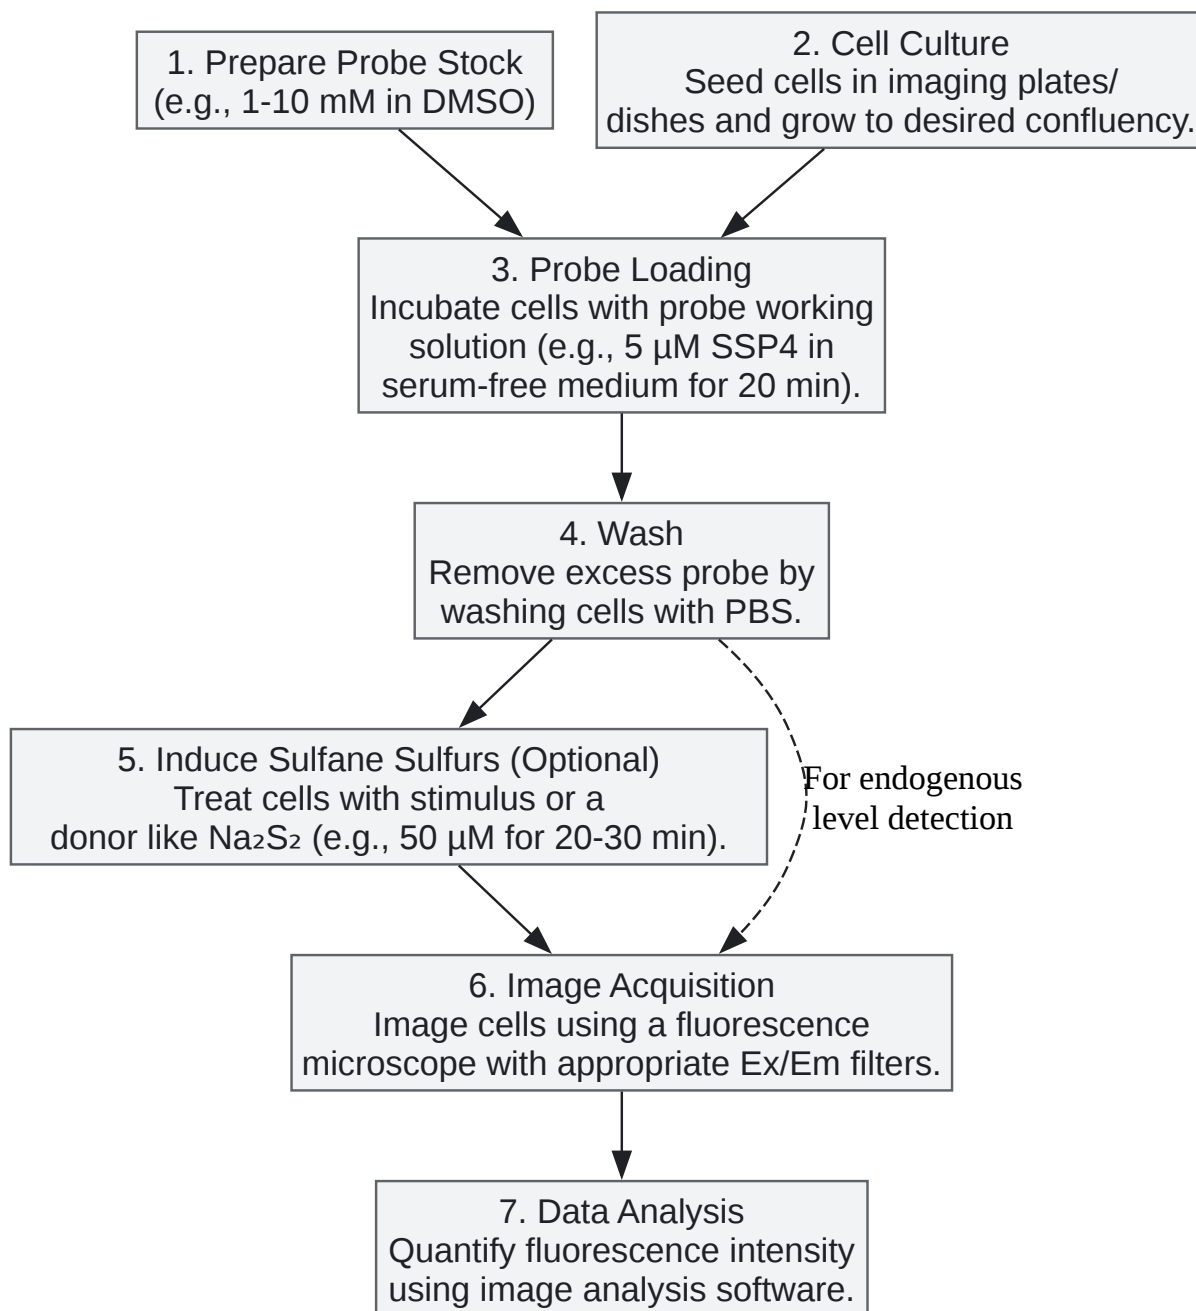 1. Prepare Probe Stock
(e.g., 1-10 mM in DMSO)
2. Cell Culture
Seed cells in imaging plates/
dishes and grow to desired confluency.
3. Probe Loading
Incubate cells with probe working
solution (e.g., 5 µM SSP4 in
serum-free medium for 20 min).
4. Wash
Remove excess probe by
washing cells with PBS.
5. Induce Sulfane Sulfurs (Optional)
Treat cells with stimulus or a
donor like Na₂S₂ (e.g., 50 µM for 20-30 min).
For endogenous
level detection
6. Image Acquisition
Image cells using a fluorescence
microscope with appropriate Ex/Em filters.
7. Data Analysis
Quantify fluorescence intensity
using image analysis software.